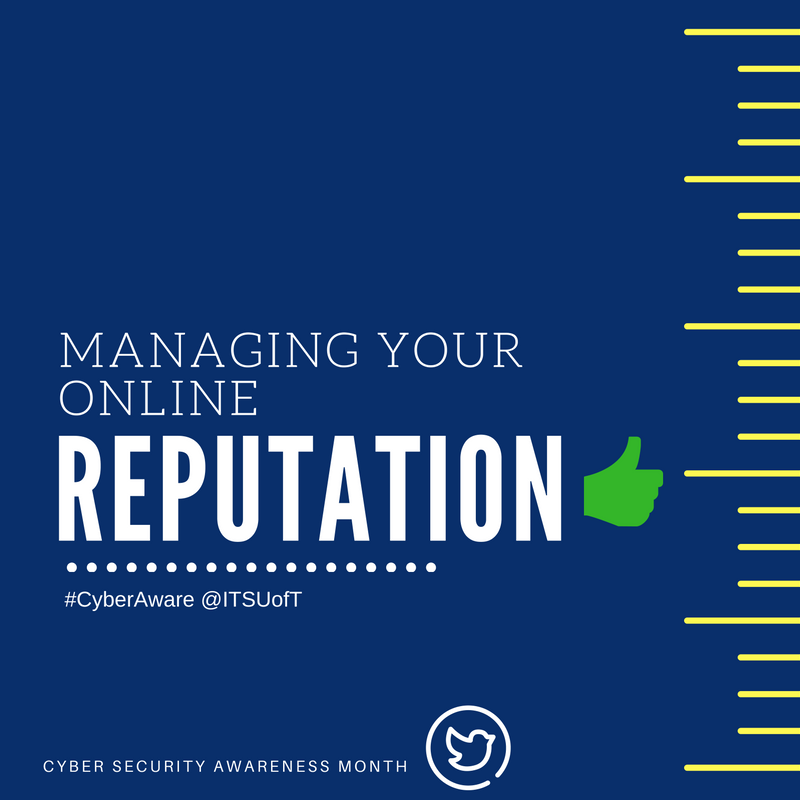 MANAGING YOUR
ONLINE
REPUTATION
#CyberAware @ITSUofT
CYBER SECURITY AWARENESS MONTH